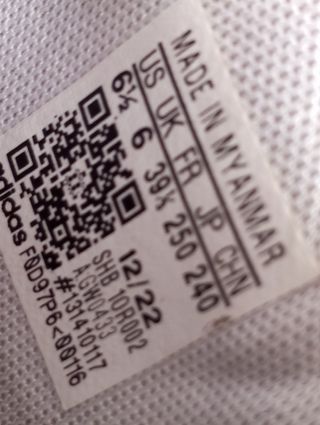 MADE IN MYANMAR
US UK FR JP CHN
6½ 6 39⅓ 250 240
12/22
SHB 10R002
AGW0433
#131410117
FQD97P6<00116
adidas